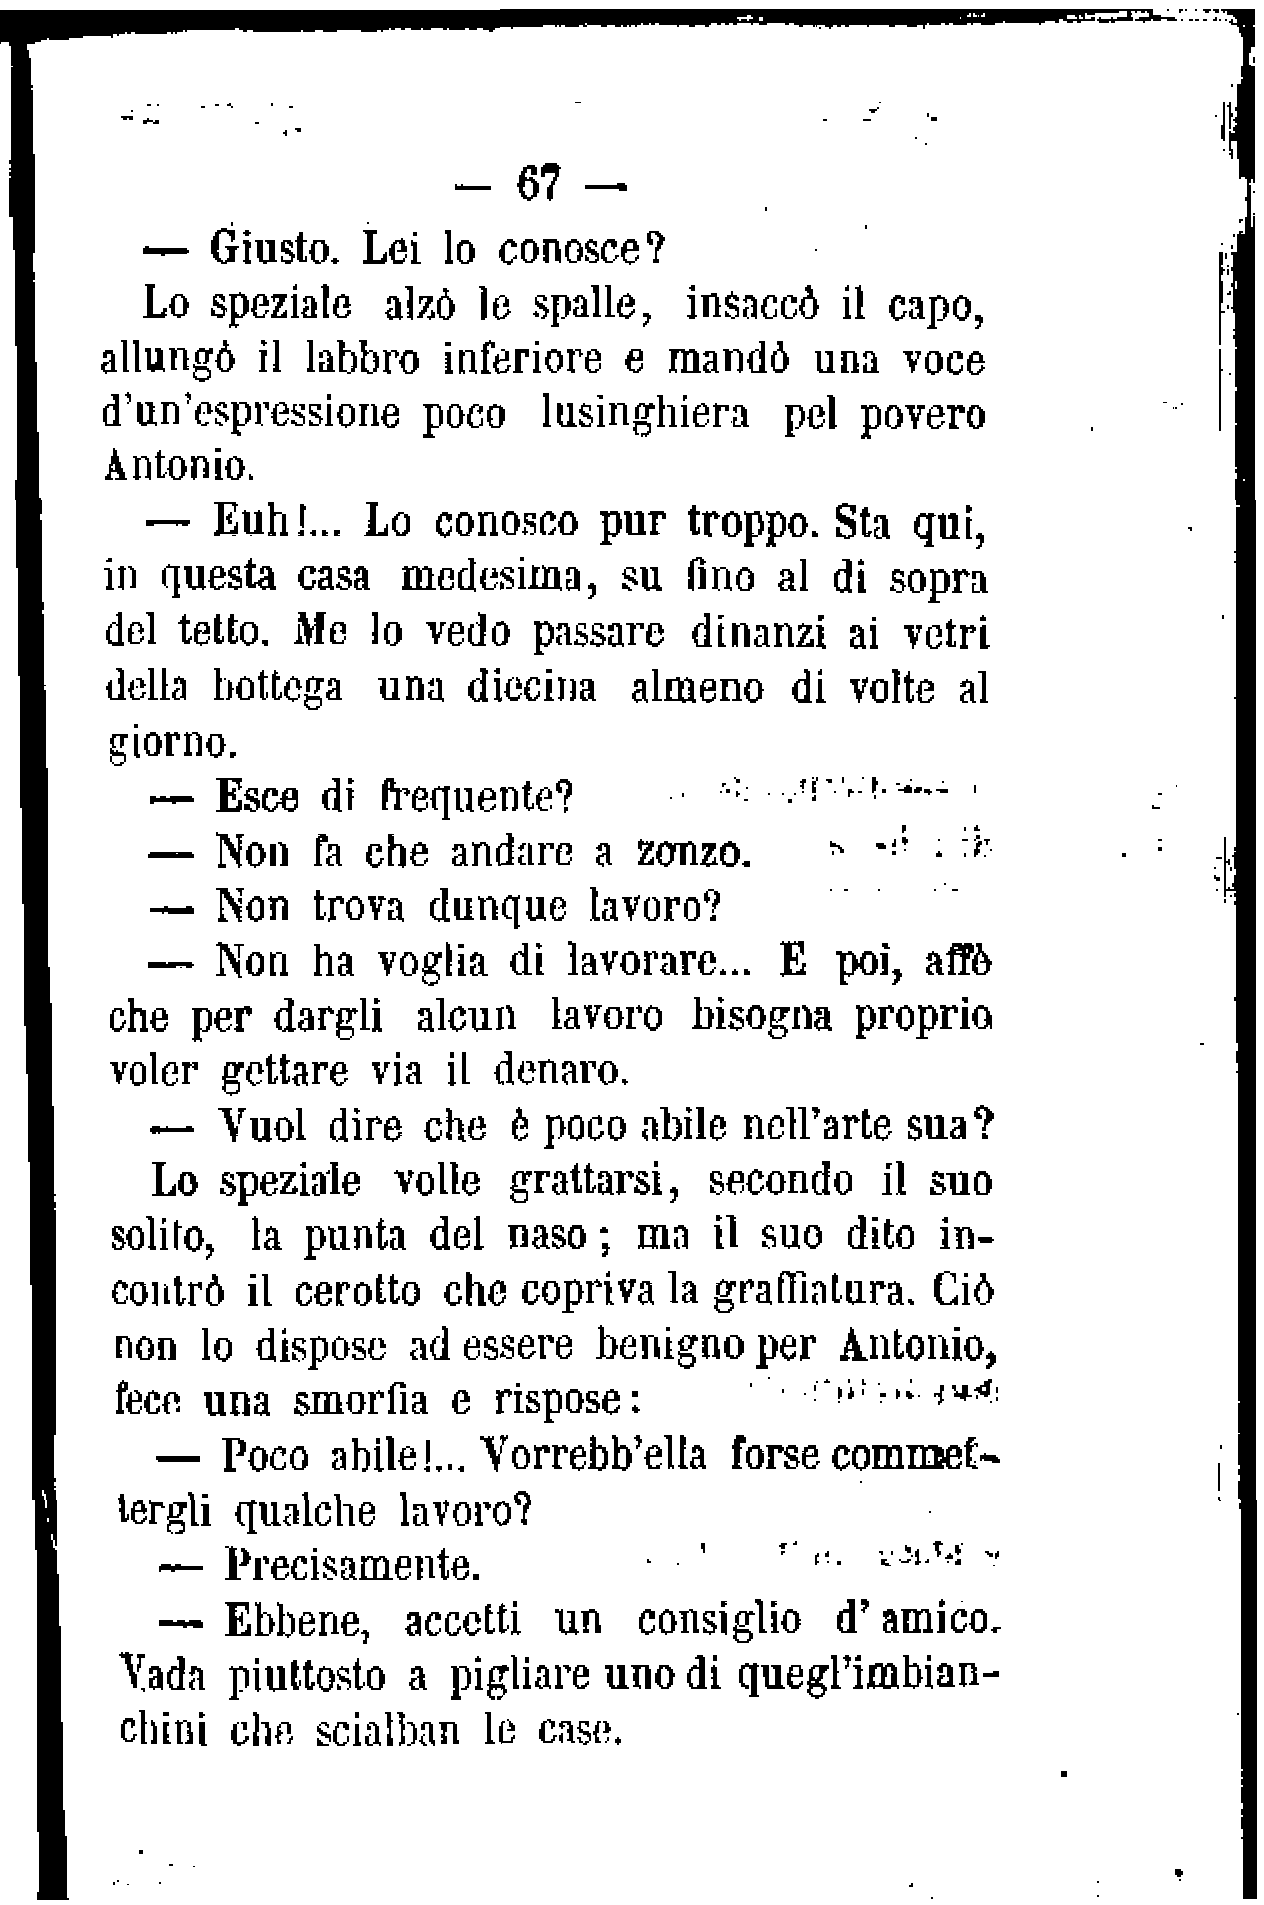 — 67 —
— Giusto. Lei lo conosce?
Lo speziale alzò le spalle, insaccò il capo,
allungò il labbro inferiore e mandò una voce
d'un'espressione poco lusinghiera pel povero
Antonio.
— Euh!... Lo conosco pur troppo. Sta qui,
in questa casa medesima, su fino al di sopra
del tetto. Me lo vedo passare dinanzi ai vetri
della bottega una diecina almeno di volte al
giorno.
— Esce di frequente?
— Non fa che andare a zonzo.
— Non trova dunque lavoro?
— Non ha voglia di lavorare... E poi, affò
che per dargli alcun lavoro bisogna proprio
voler gettare via il denaro.
— Vuol dire che è poco abile nell'arte sua?
Lo speziale volle grattarsi, secondo il suo
solito, la punta del naso; ma il suo dito in-
contrò il cerotto che copriva la graffiatura. Ciò
non lo dispose ad essere benigno per Antonio,
fece una smorfia e rispose:
— Poco abile!... Vorrebb'ella forse commet-
tergli qualche lavoro?
— Precisamente.
— Ebbene, accetti un consiglio d'amico.
Vada piuttosto a pigliare uno di quegl'imbian-
chini che scialban le case.